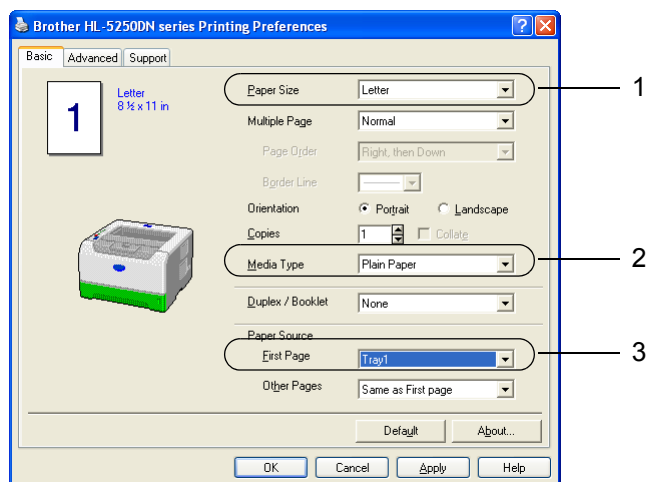 Brother HL-5250DN series Printing Preferences
Basic Advanced Support
1
Letter
8 ½ x 11 in
Paper Size Letter 1
Multiple Page Normal
Page Order Right, then Down
Border Line
Orientation Portrait Landscape
Copies 1 Collate
Media Type Plain Paper 2
Duplex / Booklet None
Paper Source
First Page Tray1 3
Other Pages Same as First page
Default About...
OK Cancel Apply Help